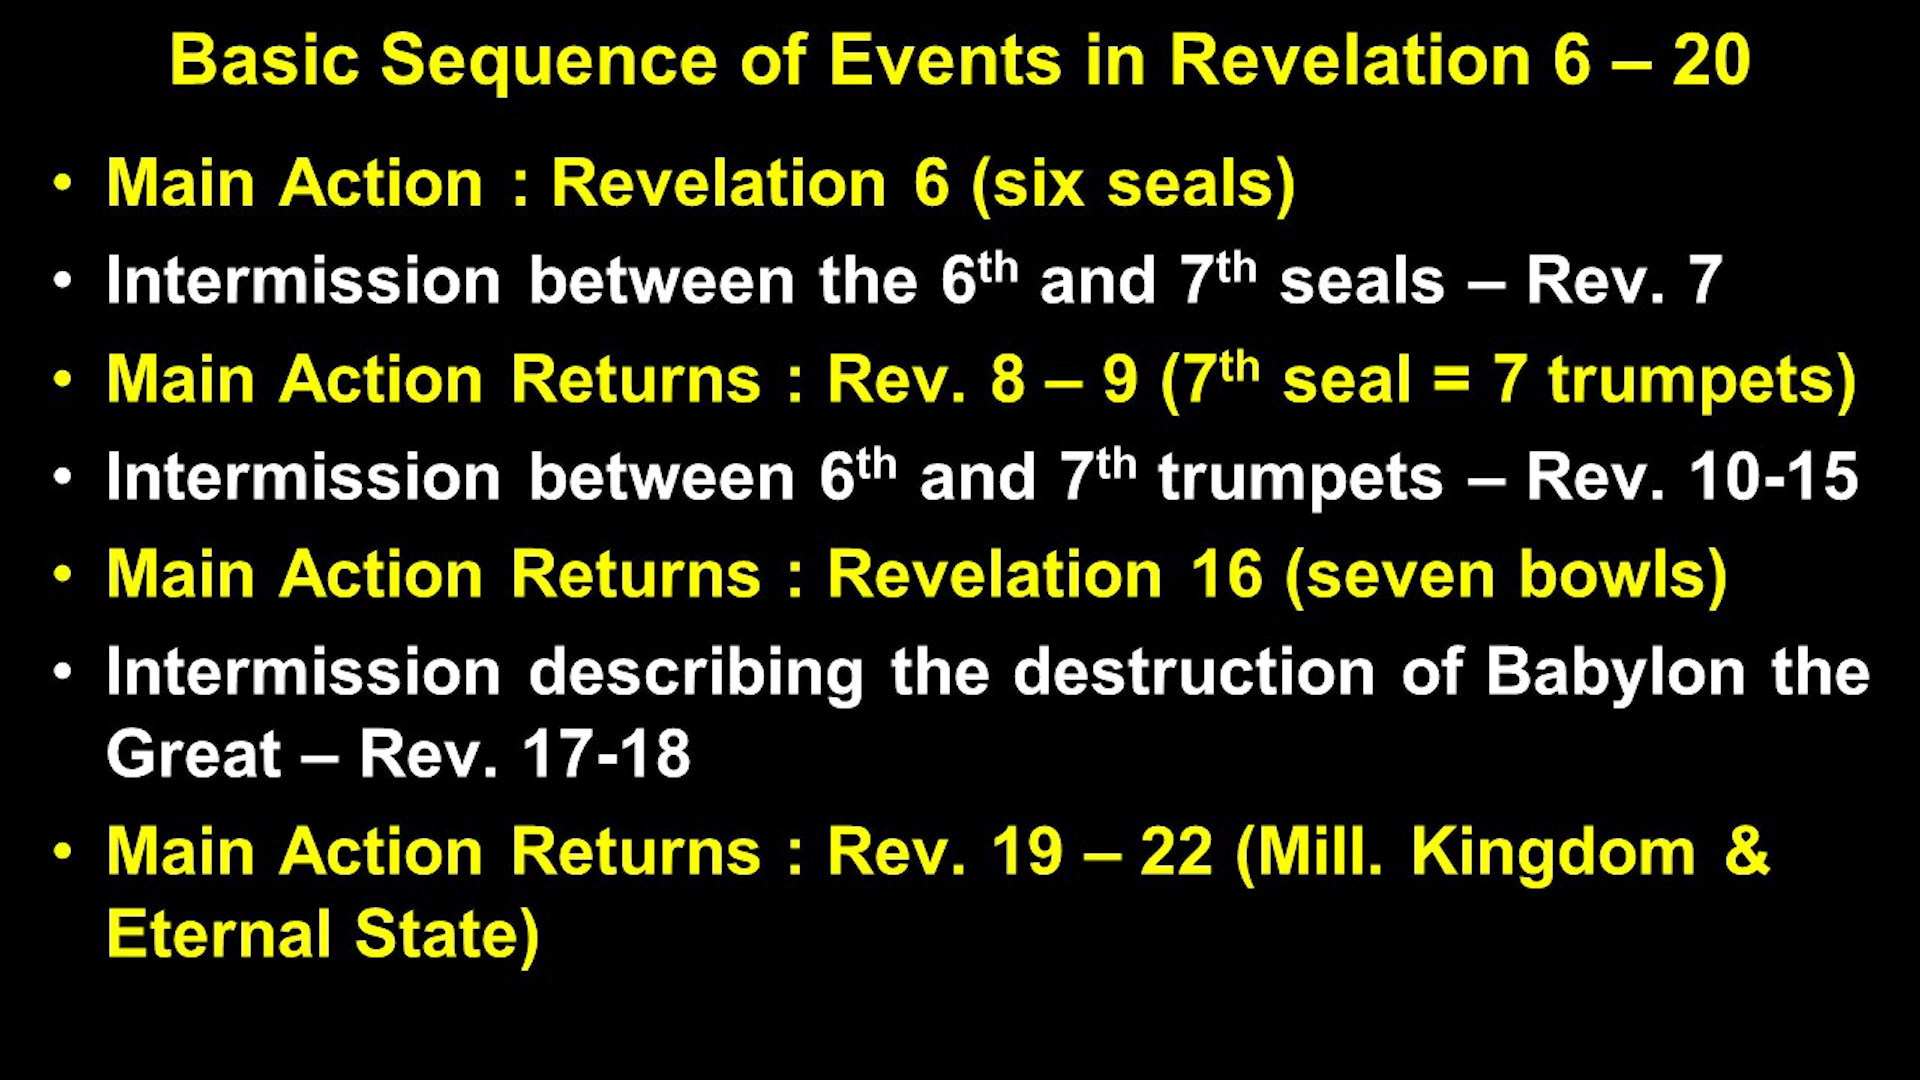 Basic Sequence of Events in Revelation 6 – 20
• Main Action : Revelation 6 (six seals)
• Intermission between the 6th and 7th seals – Rev. 7
• Main Action Returns : Rev. 8 – 9 (7th seal = 7 trumpets)
• Intermission between 6th and 7th trumpets – Rev. 10-15
• Main Action Returns : Revelation 16 (seven bowls)
• Intermission describing the destruction of Babylon the
Great – Rev. 17-18
• Main Action Returns : Rev. 19 – 22 (Mill. Kingdom &
Eternal State)